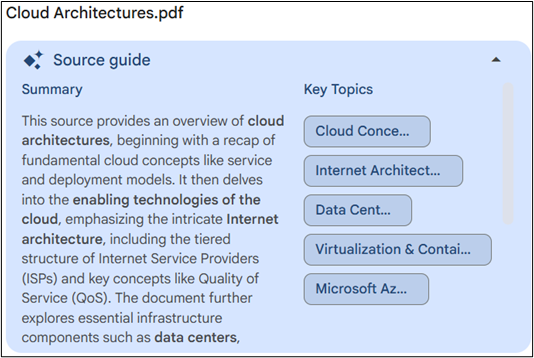 Cloud Architectures.pdf
Source guide
Summary
This source provides an overview of cloud
architectures, beginning with a recap of
fundamental cloud concepts like service
and deployment models. It then delves
into the enabling technologies of the
cloud, emphasizing the intricate Internet
architecture, including the tiered
structure of Internet Service Providers
(ISPs) and key concepts like Quality of
Service (QoS). The document further
explores essential infrastructure
components such as data centers,
Key Topics
Cloud Conce...
Internet Architect...
Data Cent...
Virtualization & Contai...
Microsoft Az...